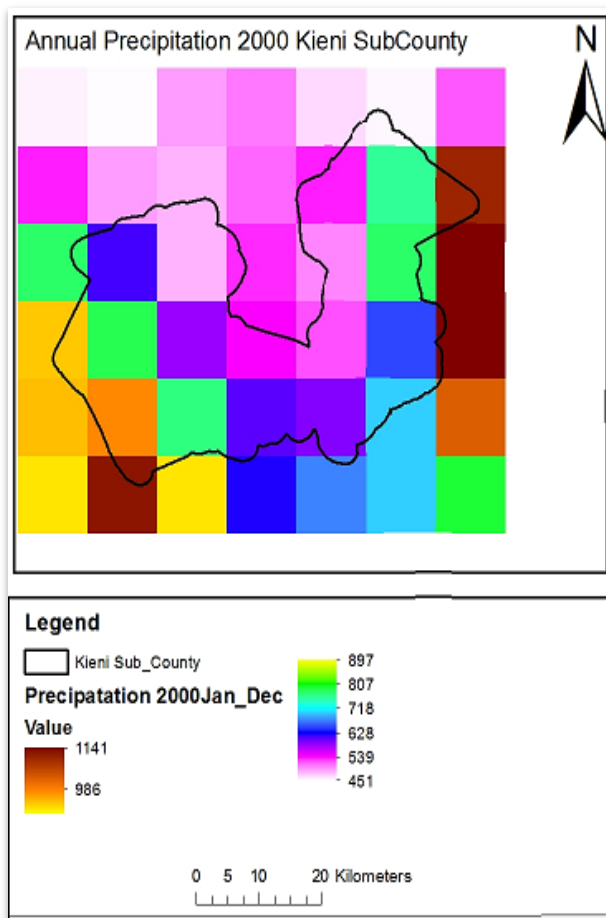 Annual Precipitation 2000 Kieni SubCounty
N
Legend
Kieni Sub_County
Precipatation 2000Jan_Dec
Value
1141
986
897
807
718
628
539
451
0 5 10 20 Kilometers